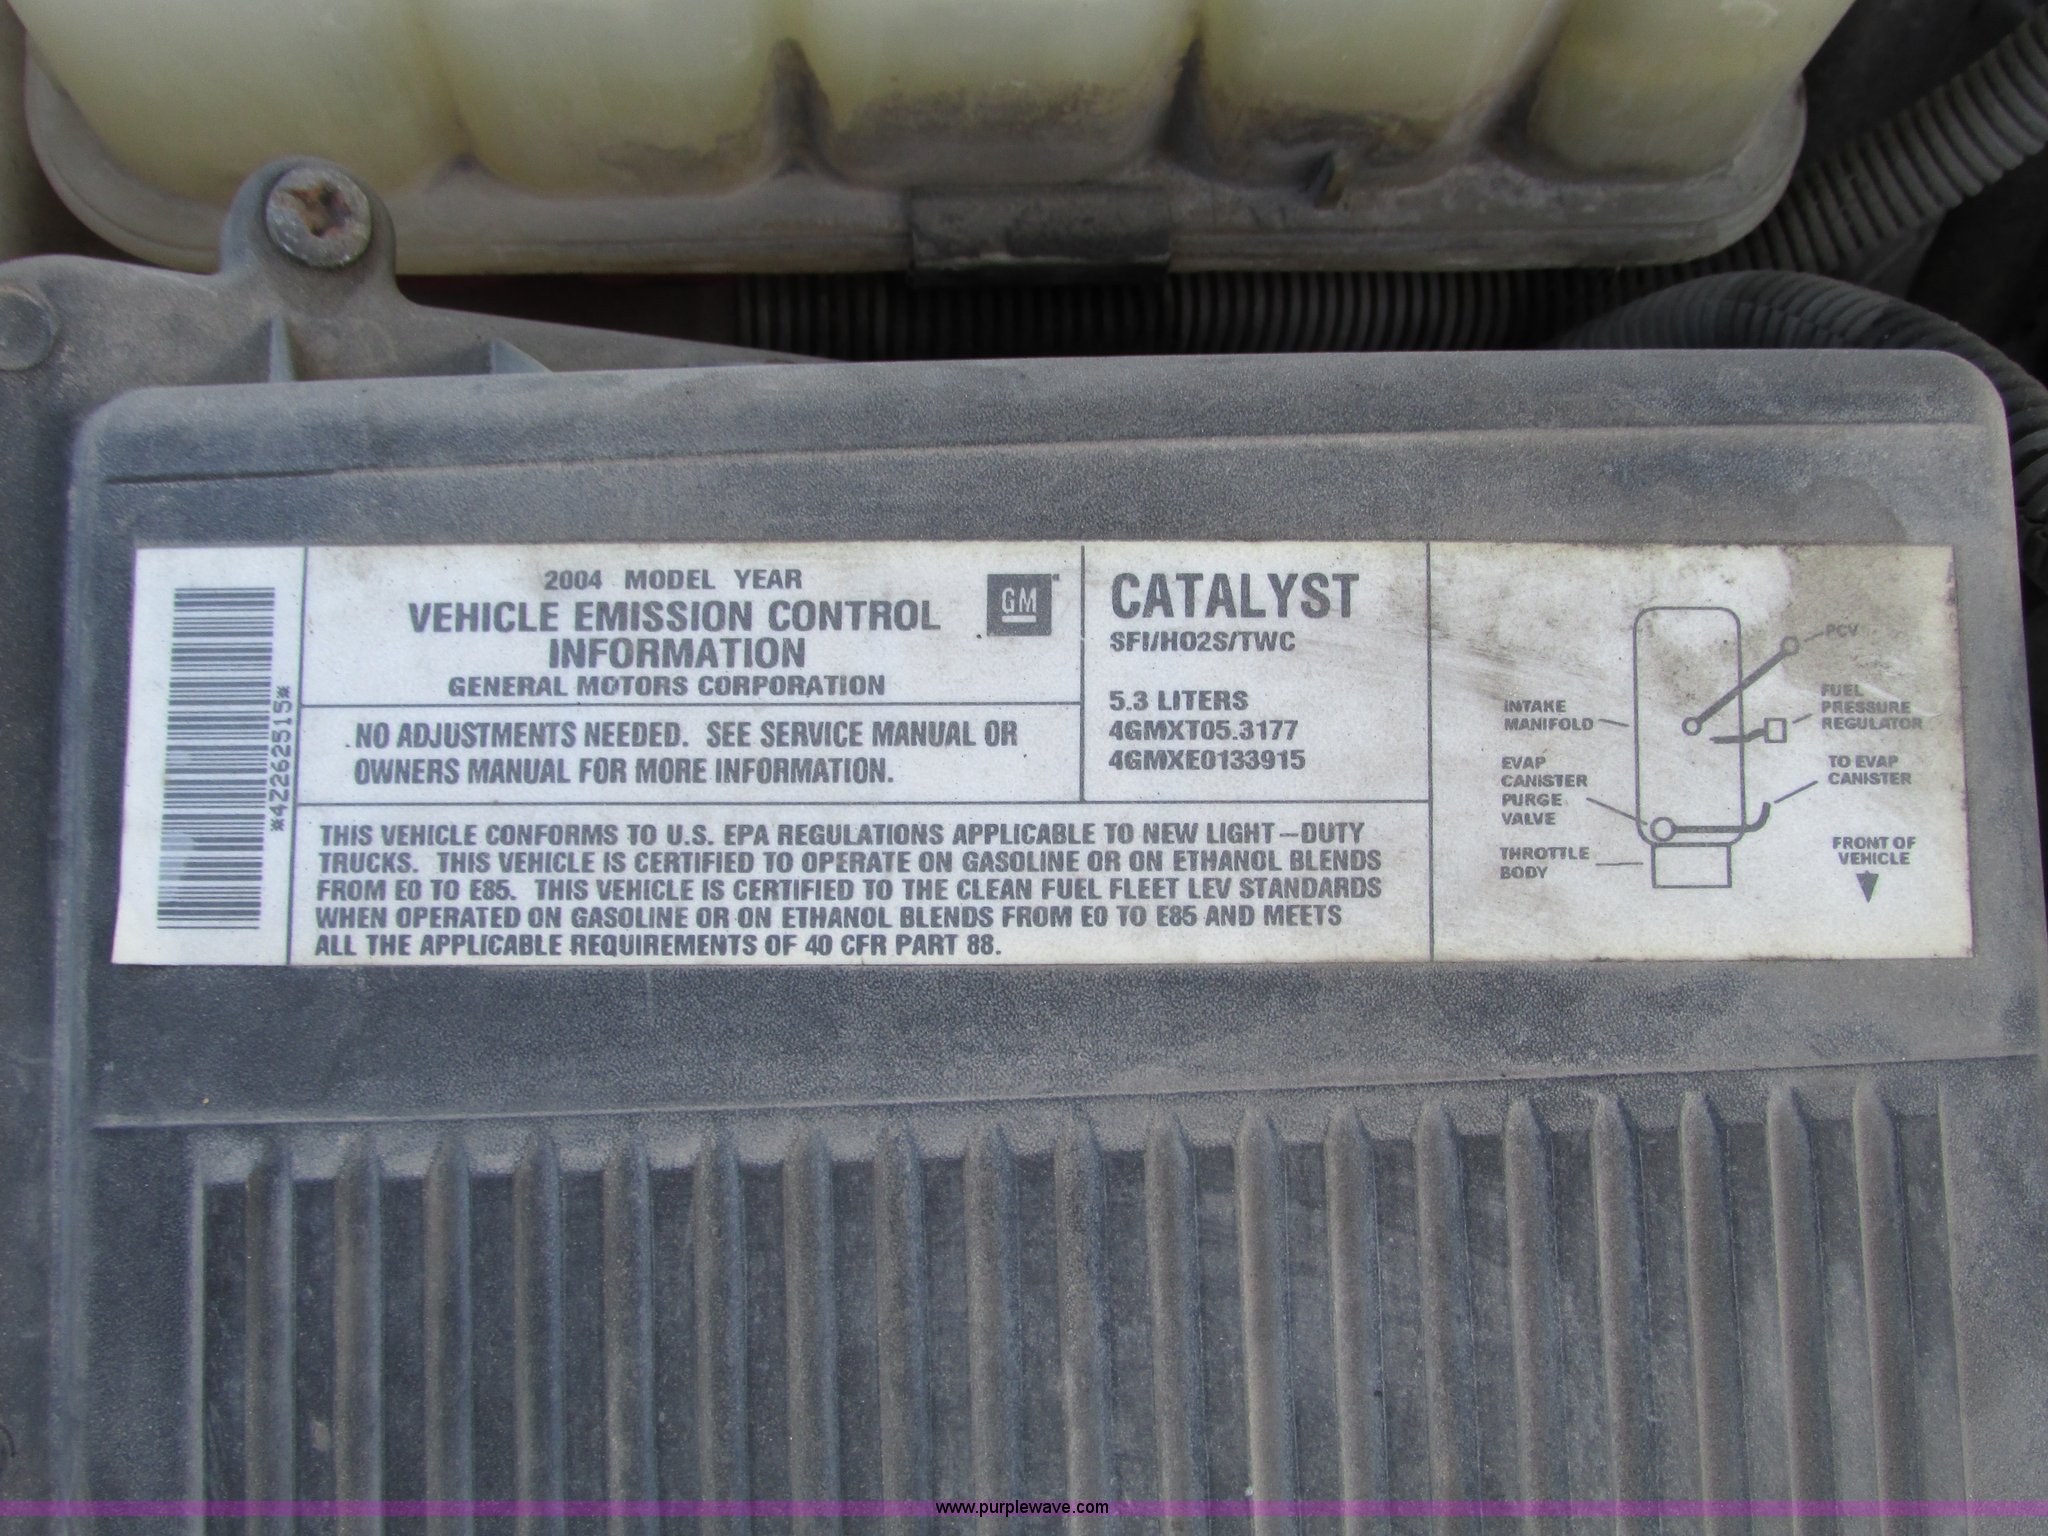 *42262515*
2004 MODEL YEAR
VEHICLE EMISSION CONTROL
INFORMATION
GENERAL MOTORS CORPORATION
GM
NO ADJUSTMENTS NEEDED. SEE SERVICE MANUAL OR
OWNERS MANUAL FOR MORE INFORMATION.
CATALYST
SFI/HO2S/TWC
5.3 LITERS
4GMXT05.3177
4GMXE0133915
THIS VEHICLE CONFORMS TO U.S. EPA REGULATIONS APPLICABLE TO NEW LIGHT-DUTY
TRUCKS. THIS VEHICLE IS CERTIFIED TO OPERATE ON GASOLINE OR ON ETHANOL BLENDS
FROM E0 TO E85. THIS VEHICLE IS CERTIFIED TO THE CLEAN FUEL FLEET LEV STANDARDS
WHEN OPERATED ON GASOLINE OR ON ETHANOL BLENDS FROM E0 TO E85 AND MEETS
ALL THE APPLICABLE REQUIREMENTS OF 40 CFR PART 88.
INTAKE
MANIFOLD
EVAP
CANISTER
PURGE
VALVE
THROTTLE
BODY
PCV
FUEL
PRESSURE
REGULATOR
TO EVAP
CANISTER
FRONT OF
VEHICLE
www.purplewave.com